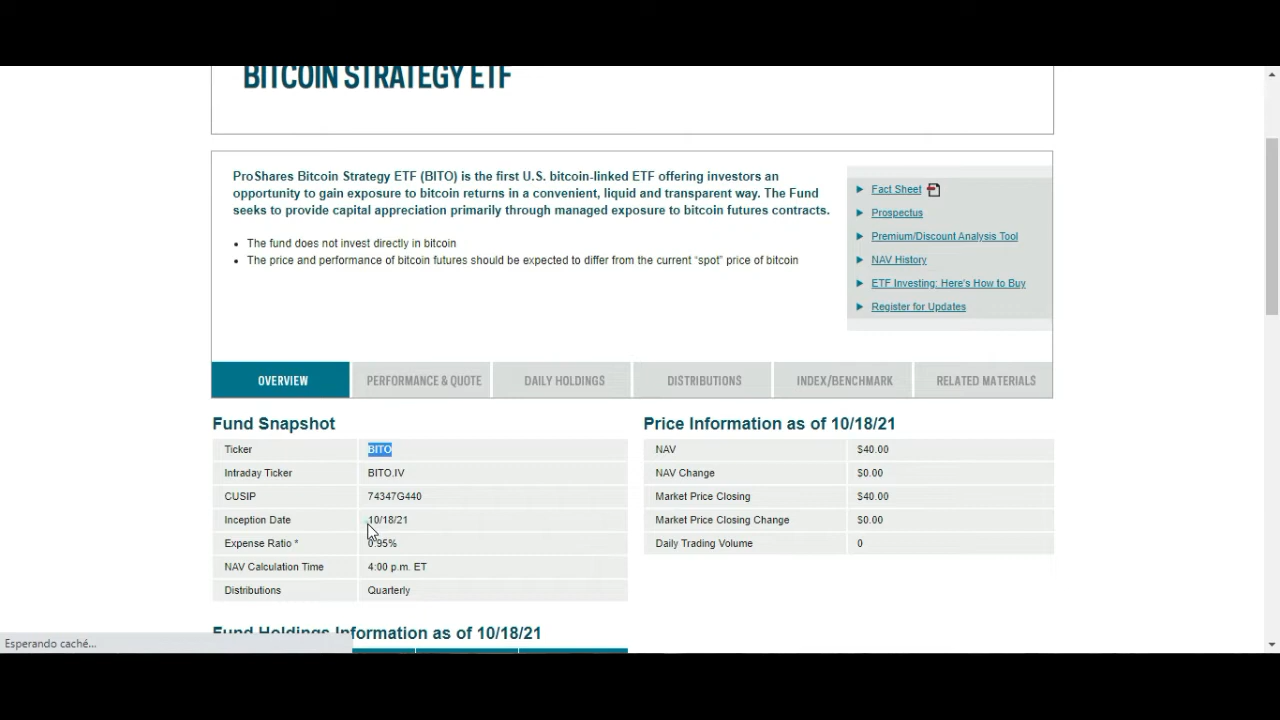 BITCOIN STRATEGY ETF
ProShares Bitcoin Strategy ETF (BITO) is the first U.S. bitcoin-linked ETF offering investors an
opportunity to gain exposure to bitcoin returns in a convenient, liquid and transparent way. The Fund
seeks to provide capital appreciation primarily through managed exposure to bitcoin futures contracts.
• The fund does not invest directly in bitcoin
• The price and performance of bitcoin futures should be expected to differ from the current “spot” price of bitcoin
Fact Sheet
Prospectus
Premium/Discount Analysis Tool
NAV History
ETF Investing: Here's How to Buy
Register for Updates
OVERVIEW PERFORMANCE & QUOTE DAILY HOLDINGS DISTRIBUTIONS INDEX/BENCHMARK RELATED MATERIALS
Fund Snapshot
Ticker BITO
Intraday Ticker BITO.IV
CUSIP 74347G440
Inception Date 10/18/21
Expense Ratio * 0.95%
NAV Calculation Time 4:00 p.m. ET
Distributions Quarterly
Price Information as of 10/18/21
NAV $40.00
NAV Change $0.00
Market Price Closing $40.00
Market Price Closing Change $0.00
Daily Trading Volume 0
Fund Holdings Information as of 10/18/21
Esperando caché...